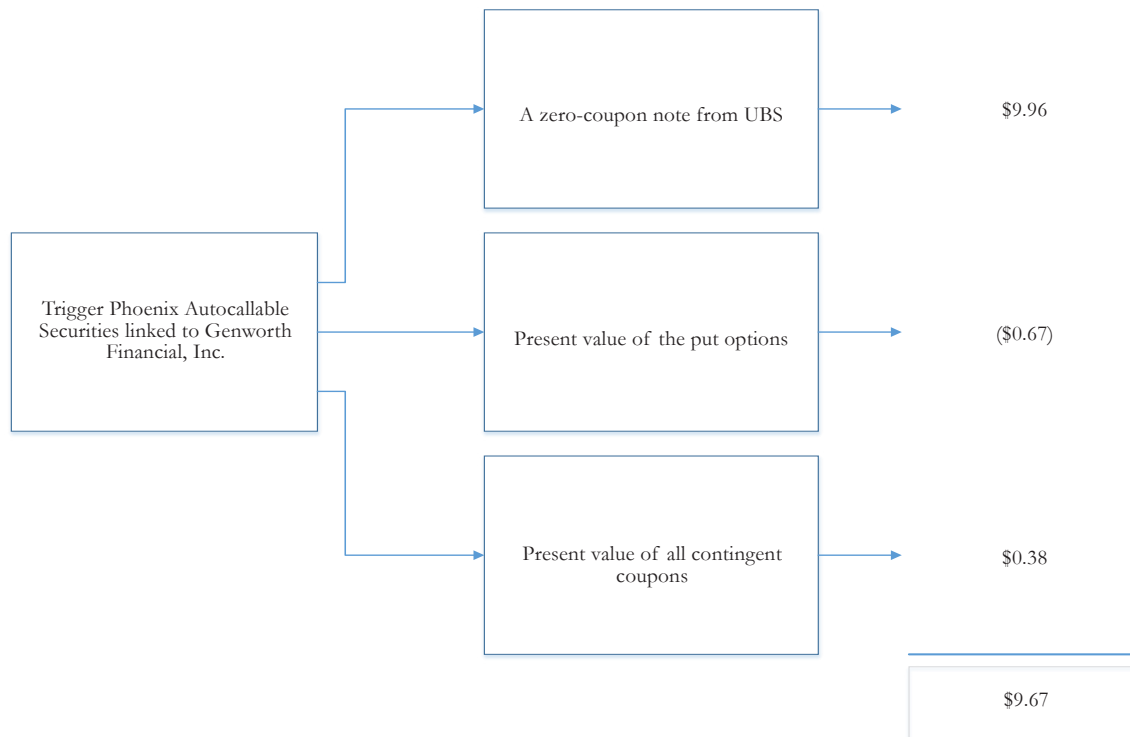 A zero-coupon note from UBS
$9.96
Trigger Phoenix Autocallable
Securities linked to Genworth
Financial, Inc.
Present value of the put options
($0.67)
Present value of all contingent
coupons
$0.38
$9.67